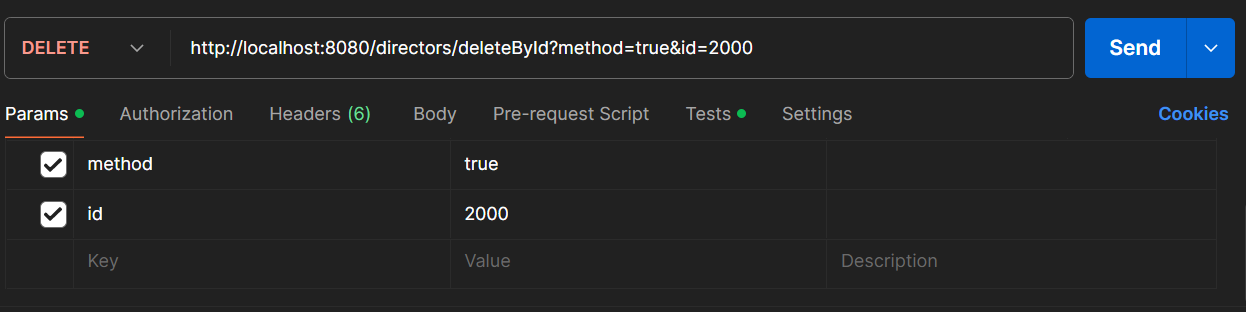 DELETE http://localhost:8080/directors/deleteById?method=true&id=2000 Send
Params Authorization Headers (6) Body Pre-request Script Tests Settings Cookies
method true
id 2000
Key Value Description